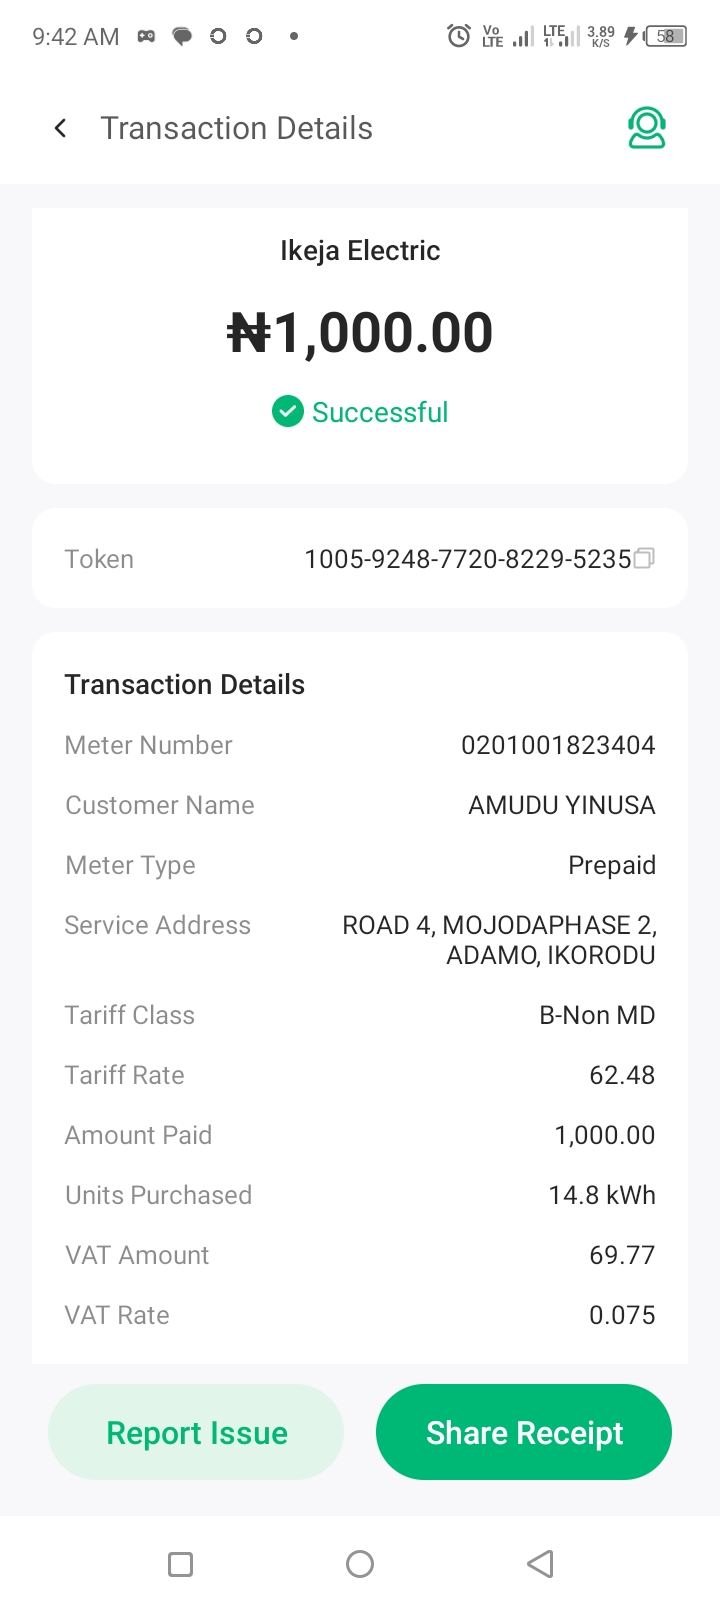 9:42 AM
Vo LTE
LTE
3.89 K/S
58
Transaction Details
Ikeja Electric
₦1,000.00
Successful
Token 1005-9248-7720-8229-5235
Transaction Details
Meter Number 0201001823404
Customer Name AMUDU YINUSA
Meter Type Prepaid
Service Address ROAD 4, MOJODAPHASE 2,
ADAMO, IKORODU
Tariff Class B-Non MD
Tariff Rate 62.48
Amount Paid 1,000.00
Units Purchased 14.8 kWh
VAT Amount 69.77
VAT Rate 0.075
Report Issue
Share Receipt